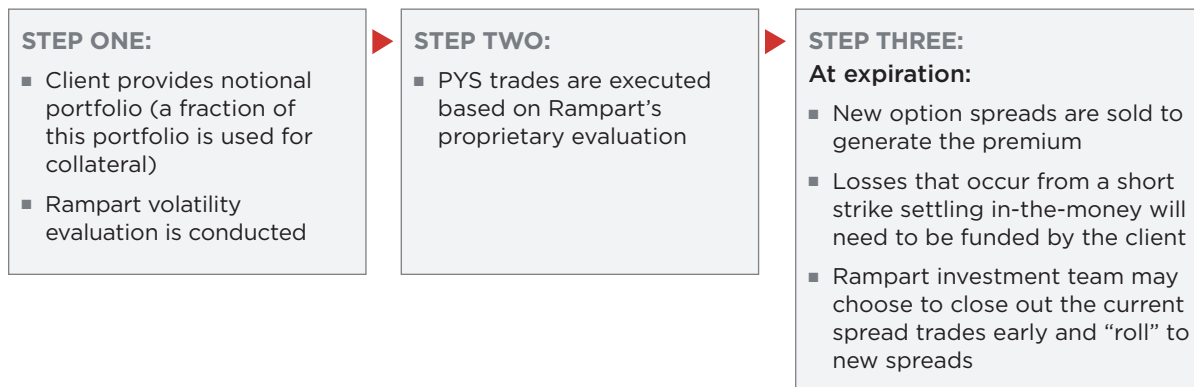 STEP ONE:
■ Client provides notional
portfolio (a fraction of
this portfolio is used for
collateral)
■ Rampart volatility
evaluation is conducted
STEP TWO:
■ PYS trades are executed
based on Rampart’s
proprietary evaluation
STEP THREE:
At expiration:
■ New option spreads are sold to
generate the premium
■ Losses that occur from a short
strike settling in-the-money will
need to be funded by the client
■ Rampart investment team may
choose to close out the current
spread trades early and “roll” to
new spreads